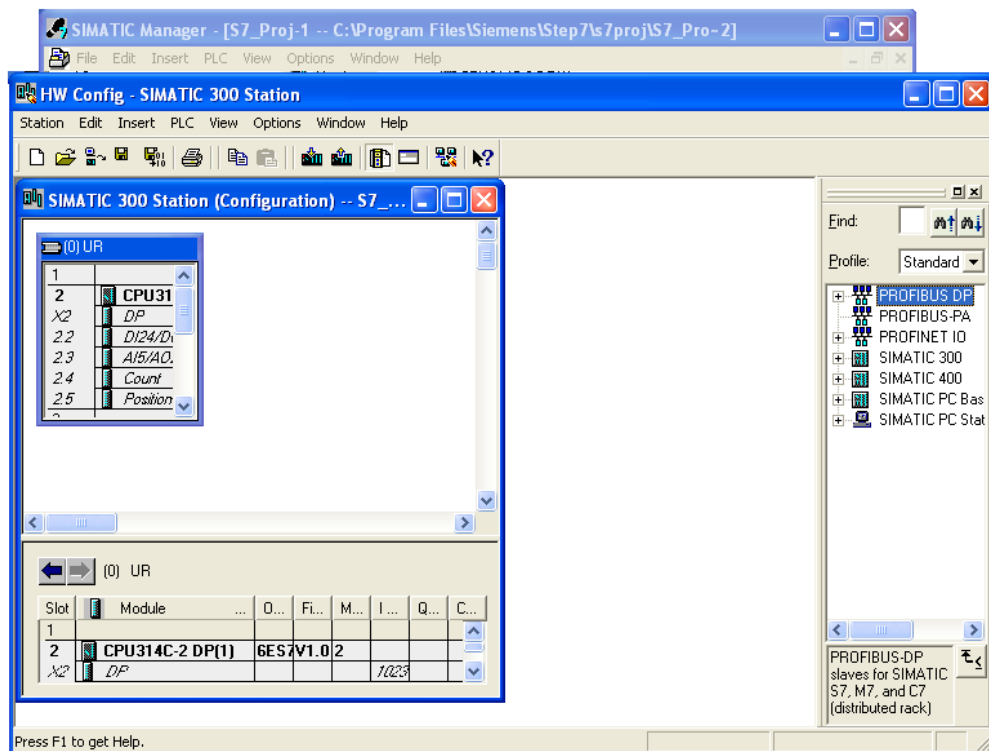 SIMATIC Manager - [S7_Proj-1 -- C:\Program Files\Siemens\Step7\s7proj\S7_Pro-2]
File Edit Insert PLC View Options Window Help
HW Config - SIMATIC 300 Station
Station Edit Insert PLC View Options Window Help
SIMATIC 300 Station (Configuration) -- S7_...
(0) UR
1
2 CPU31
X2 DP
2.2 DI24/D
2.3 AI5/AO.
2.4 Count
2.5 Position
(0) UR
Slot Module ... O... Fi... M... I ... Q... C...
1
2 CPU314C-2 DP(1) 6ES7 V1.0 2
X2 DP 1023
Find:
Profile: Standard
PROFIBUS DP
PROFIBUS-PA
PROFINET IO
SIMATIC 300
SIMATIC 400
SIMATIC PC Bas
SIMATIC PC Stat
PROFIBUS-DP
slaves for SIMATIC
S7, M7, and C7
(distributed rack)
Press F1 to get Help.